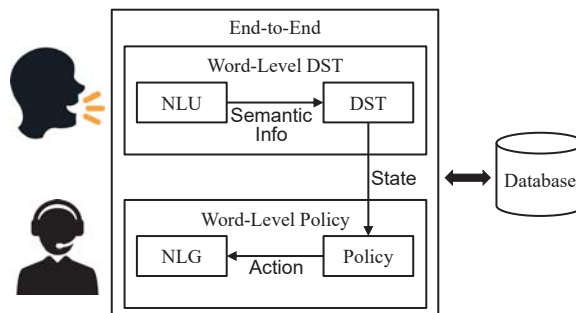 End-to-End
Word-Level DST
NLU
DST
Semantic
Info
State
Database
Word-Level Policy
NLG
Policy
Action